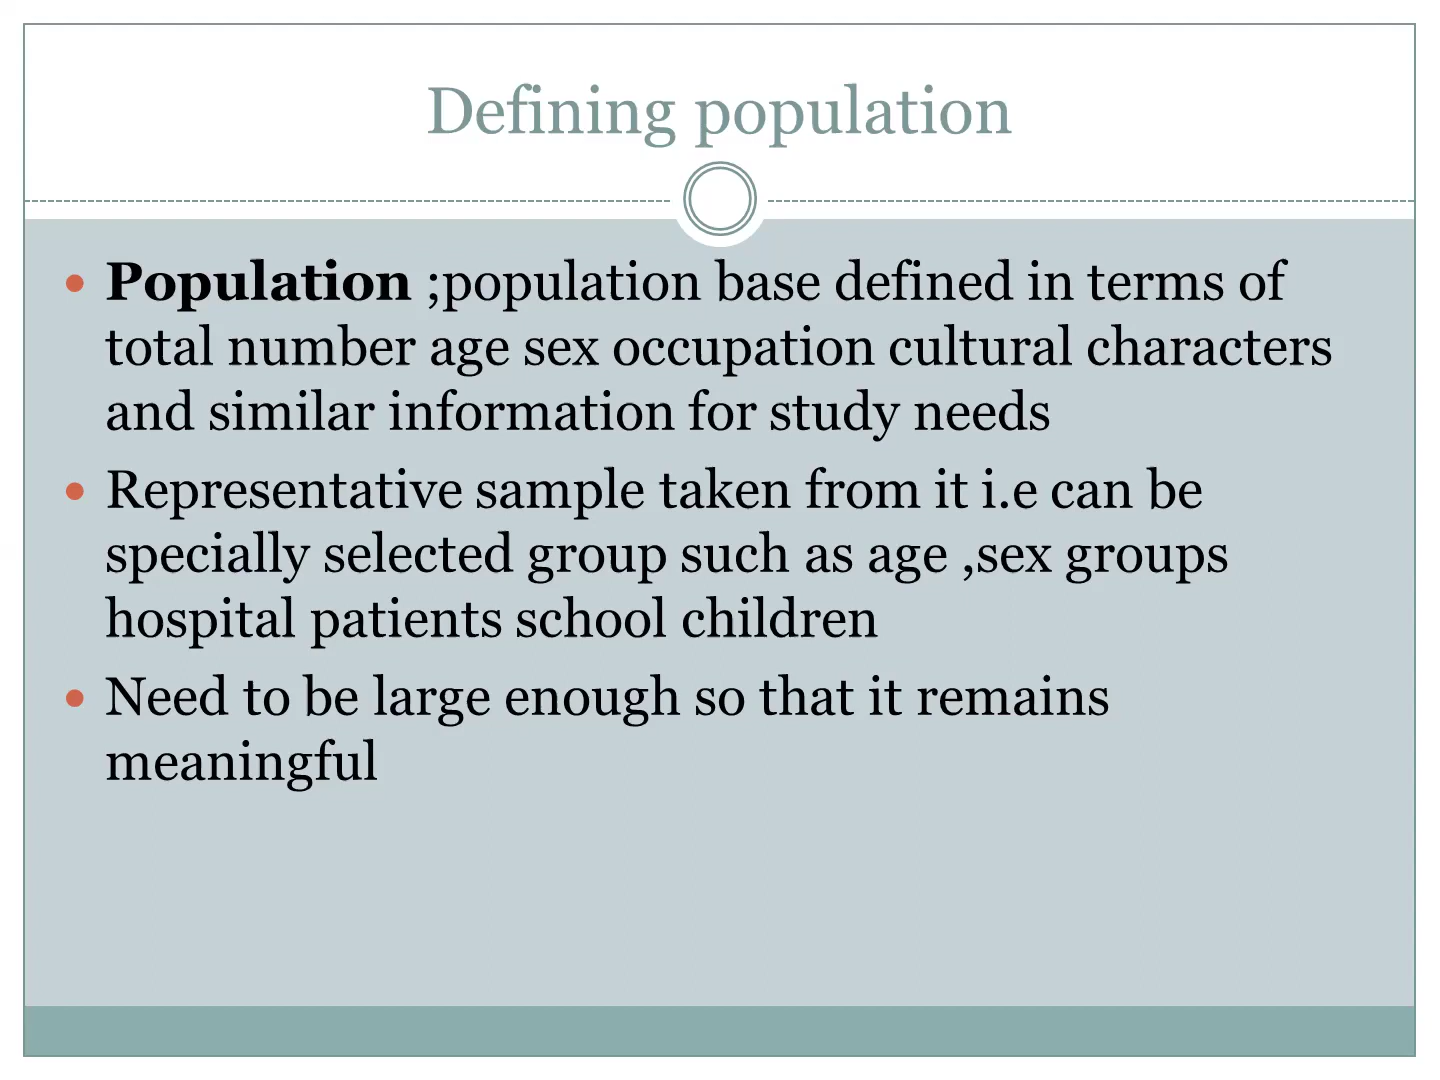 Defining population
Population ;population base defined in terms of
total number age sex occupation cultural characters
and similar information for study needs
Representative sample taken from it i.e can be
specially selected group such as age ,sex groups
hospital patients school children
Need to be large enough so that it remains
meaningful